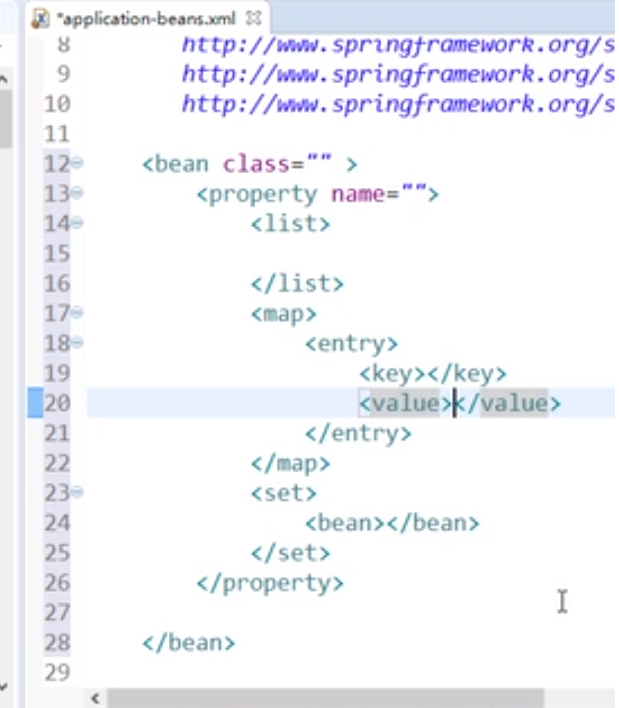 *application-beans.xml
8 http://www.springframework.org/s
9 http://www.springframework.org/s
10 http://www.springframework.org/s
11
12 <bean class="" >
13 <property name="">
14 <list>
15
16 </list>
17 <map>
18 <entry>
19 <key></key>
20 <value></value>
21 </entry>
22 </map>
23 <set>
24 <bean></bean>
25 </set>
26 </property>
27
28 </bean>
29